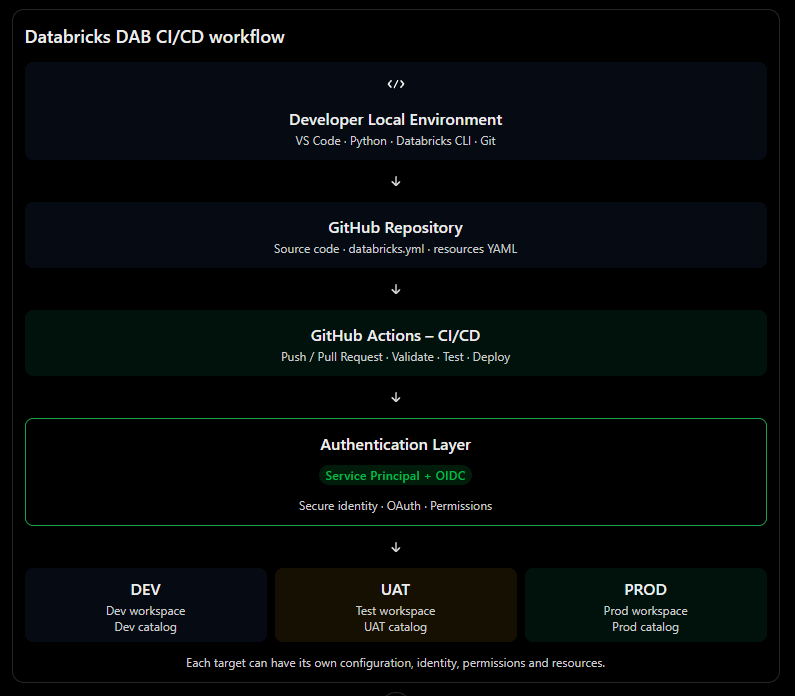 Databricks DAB CI/CD workflow
</>
Developer Local Environment
VS Code · Python · Databricks CLI · Git
↓
GitHub Repository
Source code · databricks.yml · resources YAML
↓
GitHub Actions – CI/CD
Push / Pull Request · Validate · Test · Deploy
↓
Authentication Layer
Service Principal + OIDC
Secure identity · OAuth · Permissions
↓
DEV
Dev workspace
Dev catalog
UAT
Test workspace
UAT catalog
PROD
Prod workspace
Prod catalog
Each target can have its own configuration, identity, permissions and resources.